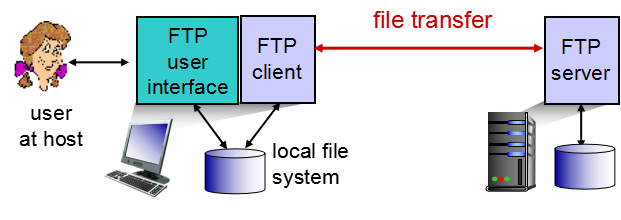 file transfer
FTP
user
interface
FTP
client
FTP
server
user
at host
local file
system